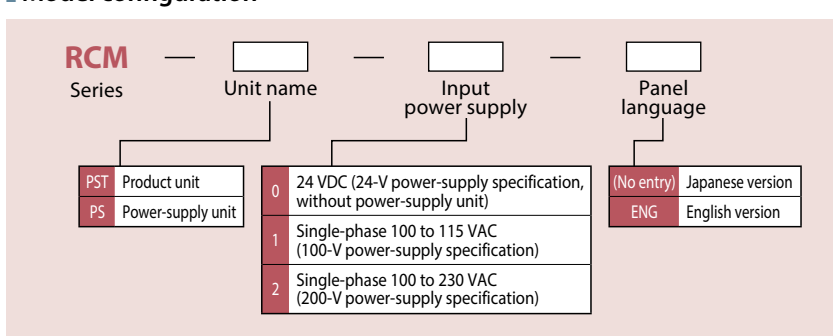 RCM — — —
Series
Unit name
Input
power supply
Panel
language
PST Product unit
PS Power-supply unit
0 24 VDC (24-V power-supply specification,
without power-supply unit)
1 Single-phase 100 to 115 VAC
(100-V power-supply specification)
2 Single-phase 100 to 230 VAC
(200-V power-supply specification)
(No entry) Japanese version
ENG English version